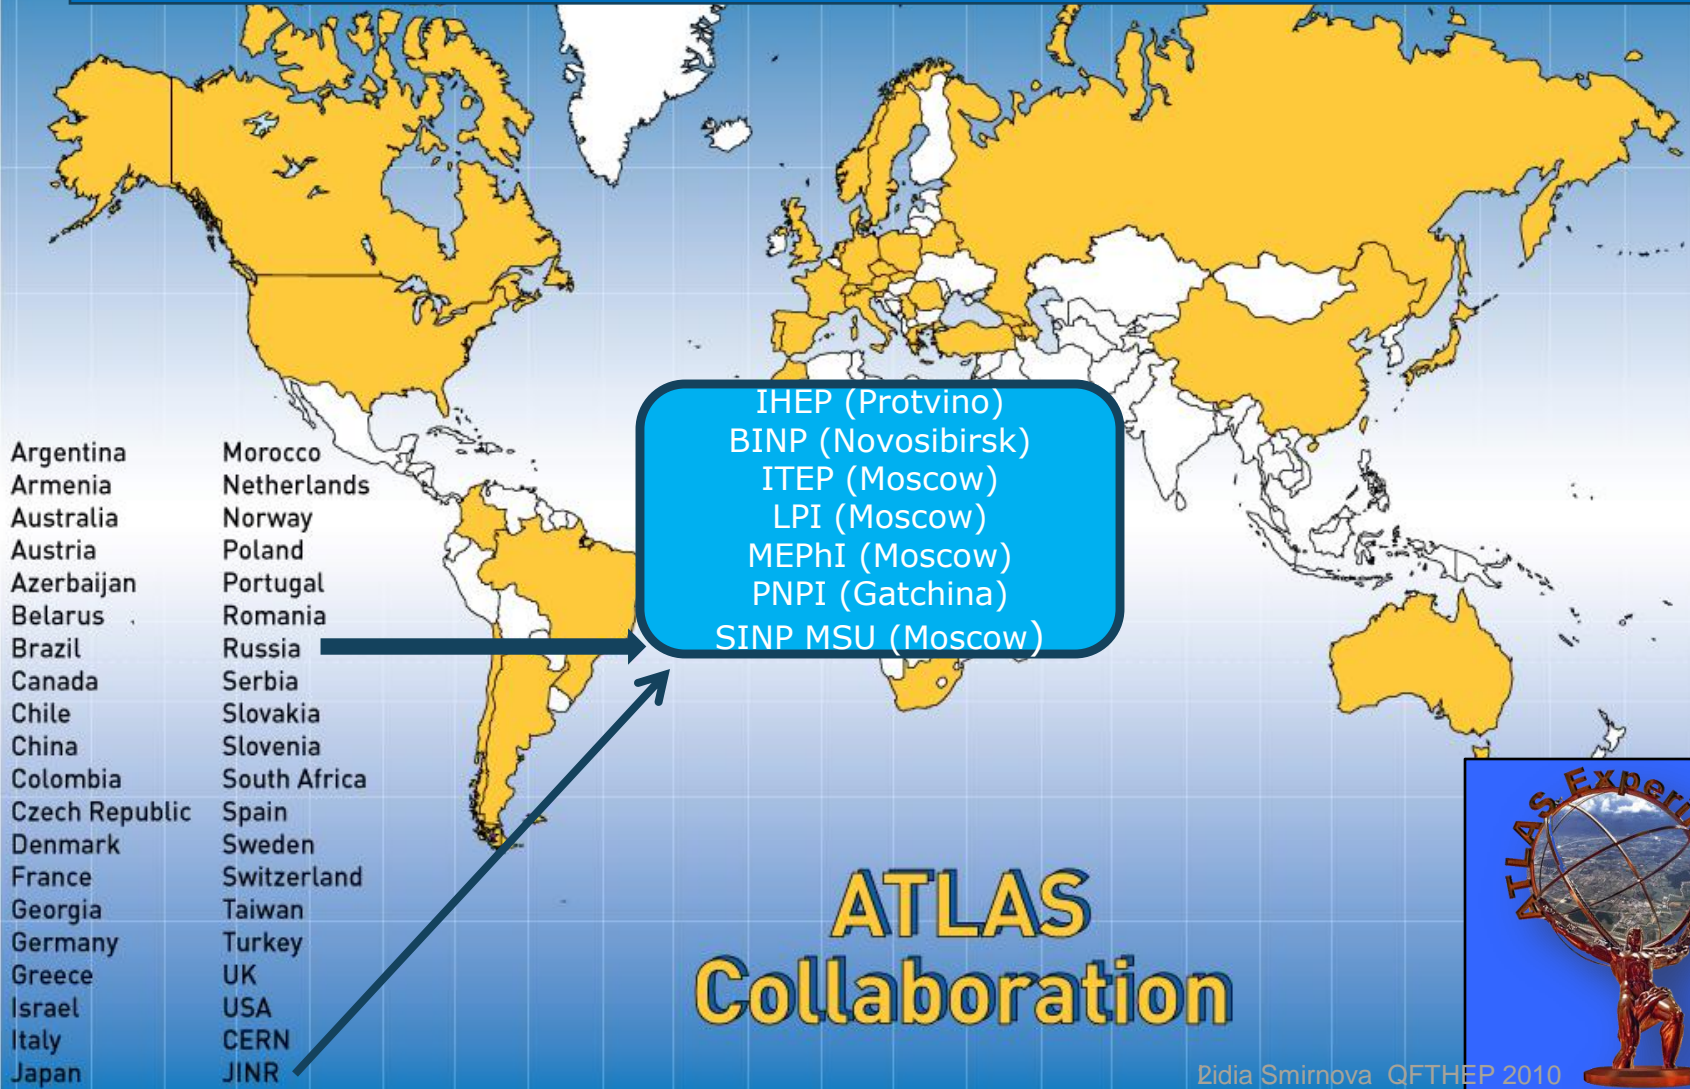 IHEP (Protvino)
BINP (Novosibirsk)
ITEP (Moscow)
LPI (Moscow)
MEPhI (Moscow)
PNPI (Gatchina)
SINP MSU (Moscow)
Argentina
Armenia
Australia
Austria
Azerbaijan
Belarus
Brazil
Canada
Chile
China
Colombia
Czech Republic
Denmark
France
Georgia
Germany
Greece
Israel
Italy
Japan
Morocco
Netherlands
Norway
Poland
Portugal
Romania
Russia
Serbia
Slovakia
Slovenia
South Africa
Spain
Sweden
Switzerland
Taiwan
Turkey
UK
USA
CERN
JINR
ATLAS
Collaboration
ATLAS
Smirnova QFTHEP 2010